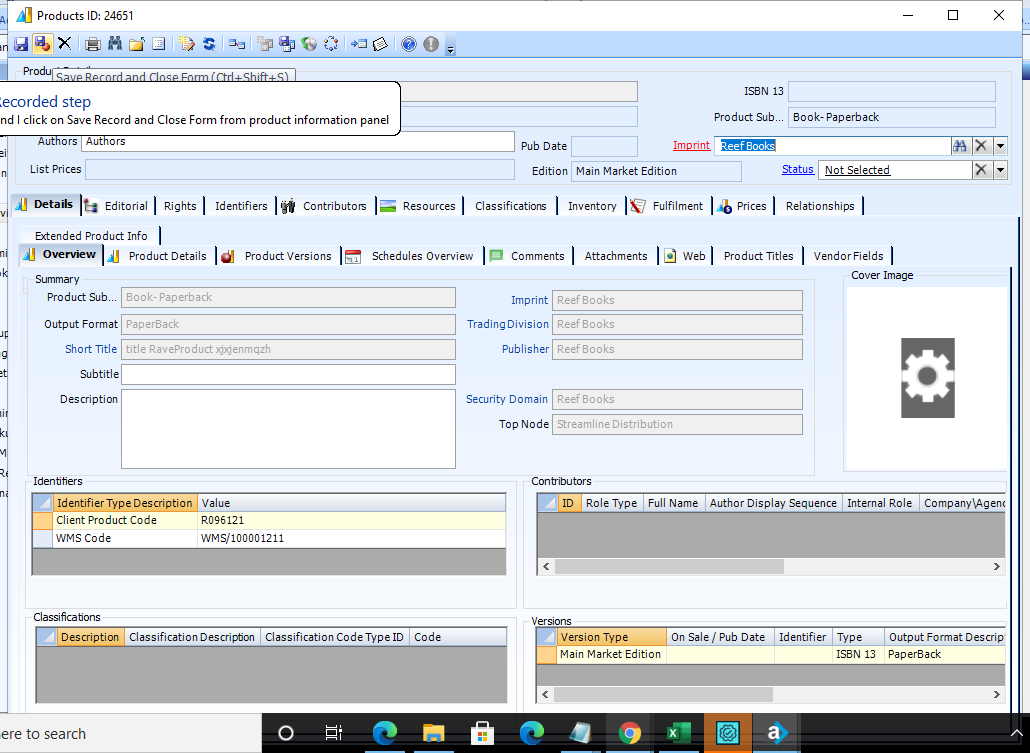 Products ID: 24651
Save Record and Close Form (Ctrl+Shift+S)
Recorded step
nd I click on Save Record and Close Form from product information panel
ISBN 13
Product Sub... Book- Paperback
Authors Authors
Pub Date
Imprint Reef Books
List Prices
Edition Main Market Edition
Status Not Selected
Details Editorial Rights Identifiers Contributors Resources Classifications Inventory Fulfilment Prices Relationships
Extended Product Info
Overview Product Details Product Versions Schedules Overview Comments Attachments Web Product Titles Vendor Fields
Summary
Cover Image
Product Sub... Book- Paperback
Imprint Reef Books
Output Format PaperBack
Trading Division Reef Books
Short Title title RaveProduct xjxjenmqzh
Publisher Reef Books
Subtitle
Description
Security Domain Reef Books
Top Node Streamline Distribution
Identifiers
Contributors
Identifier Type Description Value
ID Role Type Full Name Author Display Sequence Internal Role Company\Agenc
Client Product Code R096121
WMS Code WMS/100001211
Classifications
Versions
Description Classification Description Classification Code Type ID Code
Version Type On Sale / Pub Date Identifier Type Output Format Descrip
Main Market Edition ISBN 13 PaperBack
ere to search